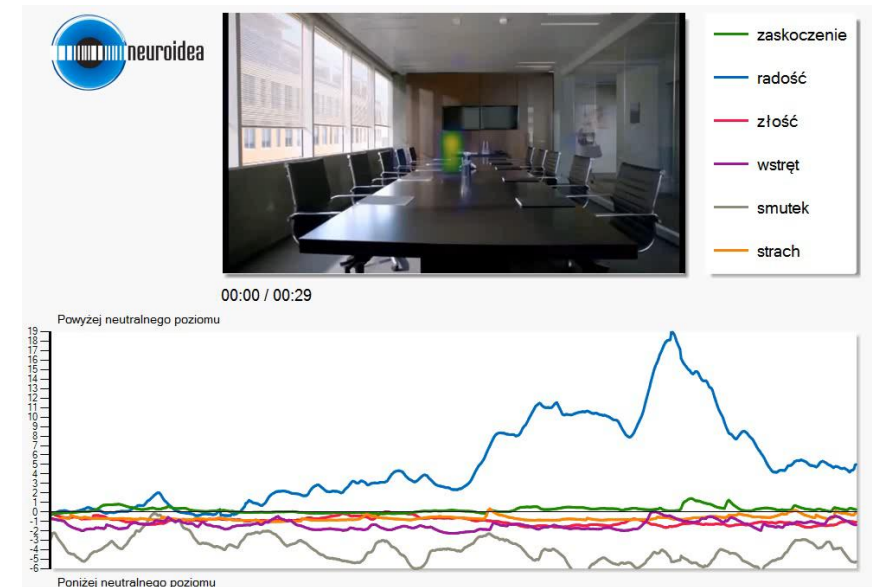 neuroidea
zaskoczenie
radość
złość
wstręt
smutek
strach
00:00 / 00:29
Powyżej neutralnego poziomu
19
18
17
16
15
14
13
12
11
10
9
8
7
6
5
4
3
2
1
0
-1
-2
-3
-4
-5
-6
Poniżej neutralnego poziomu